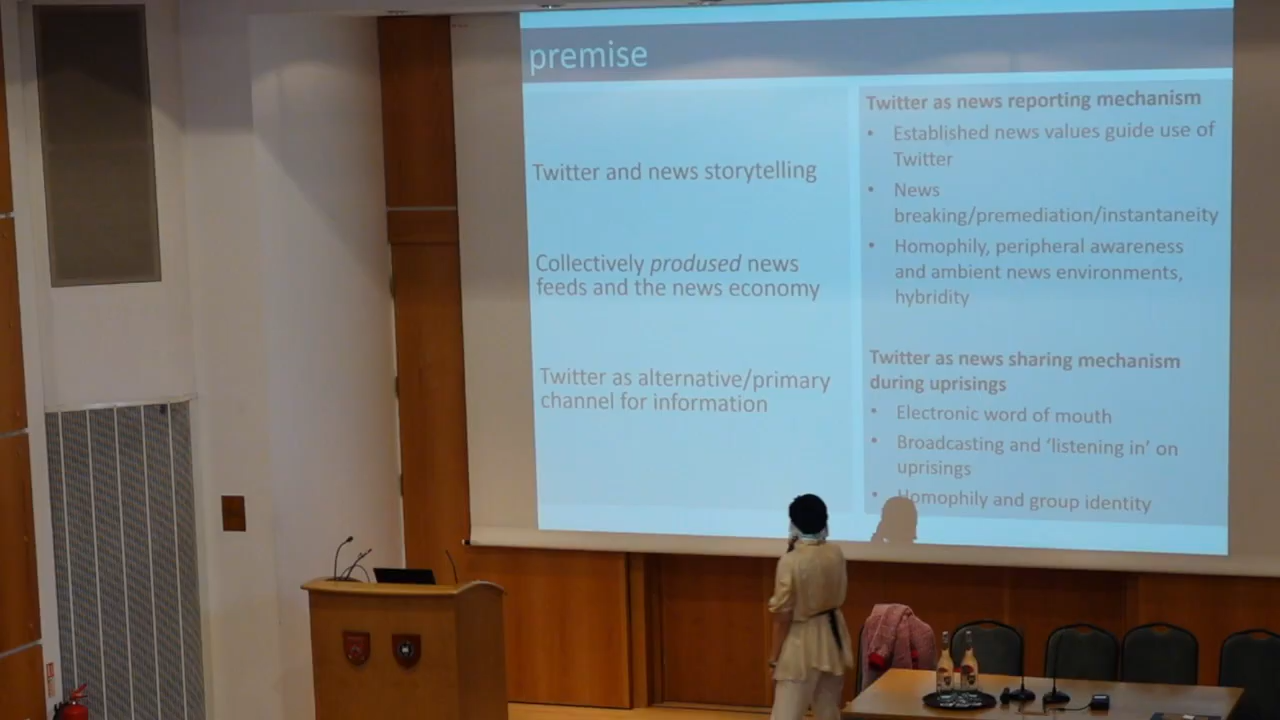 premise
Twitter and news storytelling
Collectively prodused news
feeds and the news economy
Twitter as alternative/primary
channel for information
Twitter as news reporting mechanism
• Established news values guide use of
Twitter
• News
breaking/premediation/instantaneity
• Homophily, peripheral awareness
and ambient news environments,
hybridity
Twitter as news sharing mechanism
during uprisings
• Electronic word of mouth
• Broadcasting and ‘listening in’ on
uprisings
• Homophily and group identity